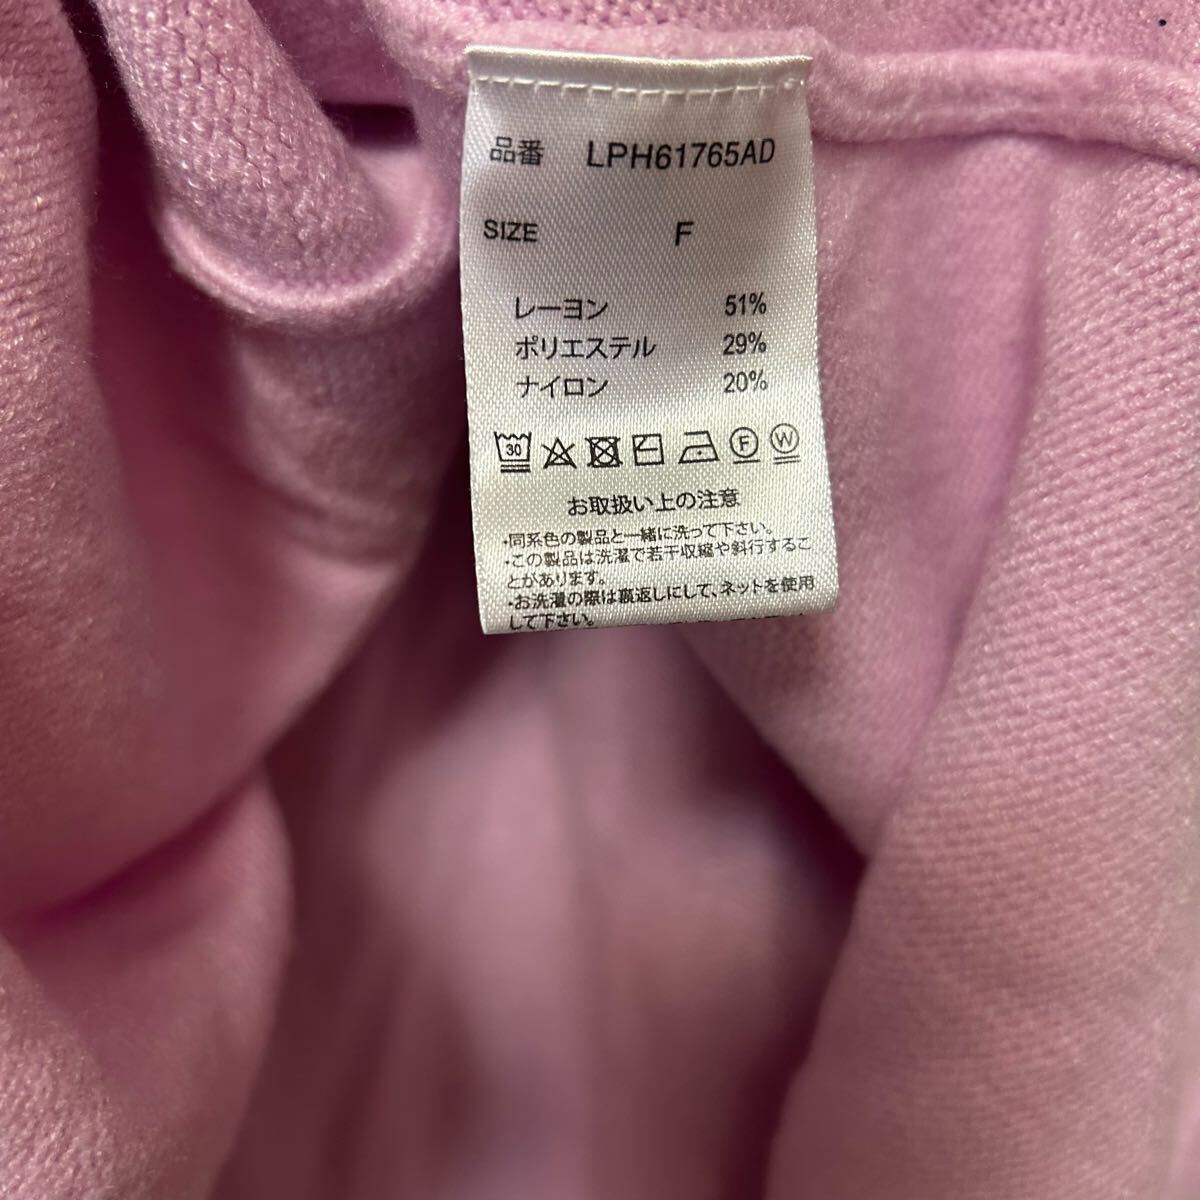 品番 LPH61765AD
SIZE F
レーヨン 51%
ポリエステル 29%
ナイロン 20%
30 F W
お取扱い上の注意
・同系色の製品と一緒に洗って下さい。
・この製品は洗濯で若干収縮や斜行するこ
とがあります。
・お洗濯の際は裏返しにして、ネットを使用
して下さい。